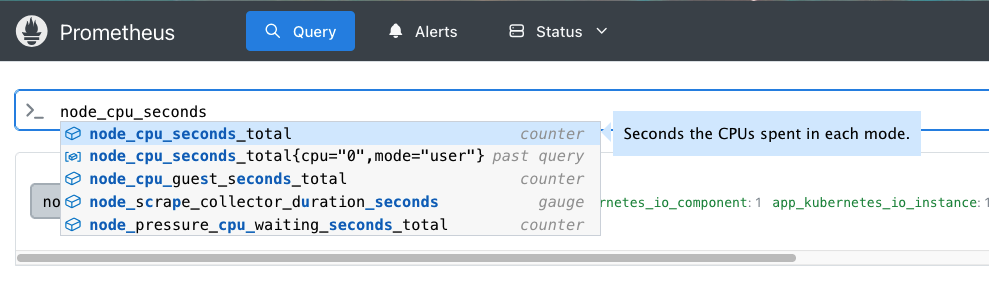 Prometheus Query Alerts Status
>_ node_cpu_seconds
node_cpu_seconds_total counter Seconds the CPUs spent in each mode.
node_cpu_seconds_total{cpu="0",mode="user"} past query
node_cpu_guest_seconds_total counter
node_scrape_collector_duration_seconds gauge
no rnetes_io_component: 1 app_kubernetes_io_instance: 1
node_pressure_cpu_waiting_seconds_total counter